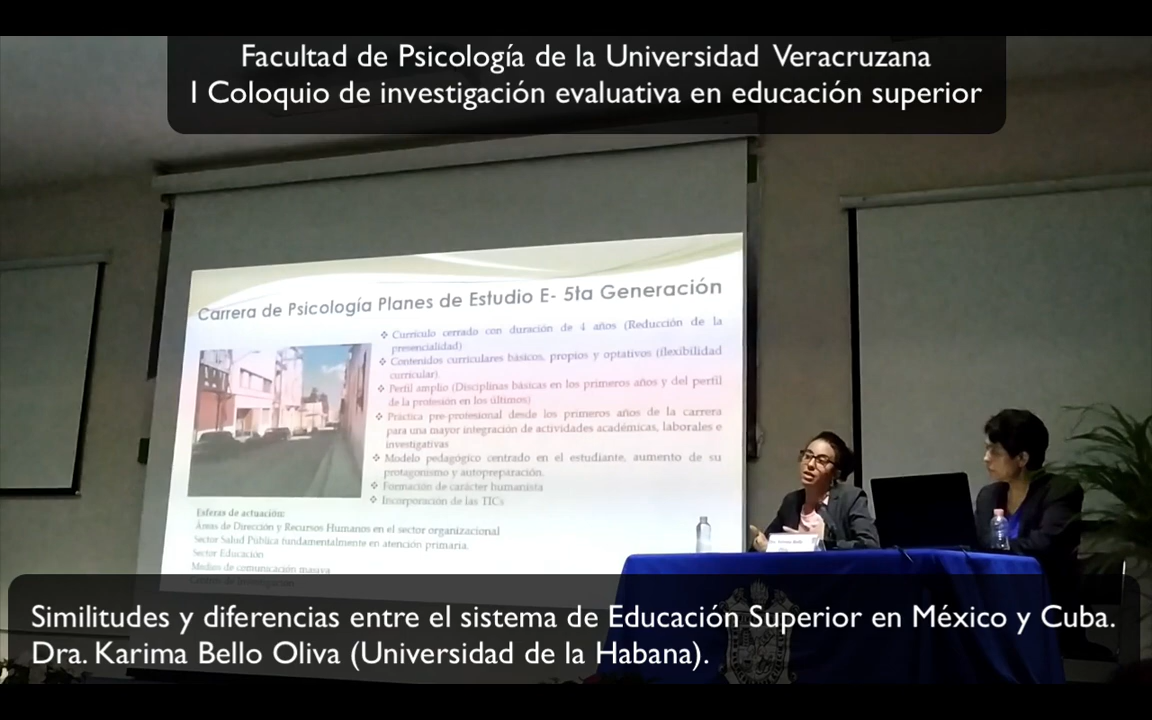 Facultad de Psicología de la Universidad Veracruzana
I Coloquio de investigación evaluativa en educación superior
Carrera de Psicología Planes de Estudio E- 5ta Generación
❖ Currículo cerrado con duración de 4 años (Reducción de la
presencialidad)
❖ Contenidos curriculares básicos, propios y optativos (flexibilidad
curricular)
❖ Perfil amplio (Disciplinas básicas en los primeros años y del perfil
de la profesión en los últimos)
❖ Práctica pre-profesional desde los primeros años de la carrera
para una mayor integración de actividades académicas, laborales e
investigativas
❖ Modelo pedagógico centrado en el estudiante, aumento de su
protagonismo y autopreparación.
❖ Formación de carácter humanista
❖ Incorporación de las TICs
Esferas de actuación:
Áreas de Dirección y Recursos Humanos en el sector organizacional
Sector Salud Pública fundamentalmente en atención primaria.
Sector Educación
Medios de comunicación masiva
Similitudes y diferencias entre el sistema de Educación Superior en México y Cuba.
Dra. Karima Bello Oliva (Universidad de la Habana).